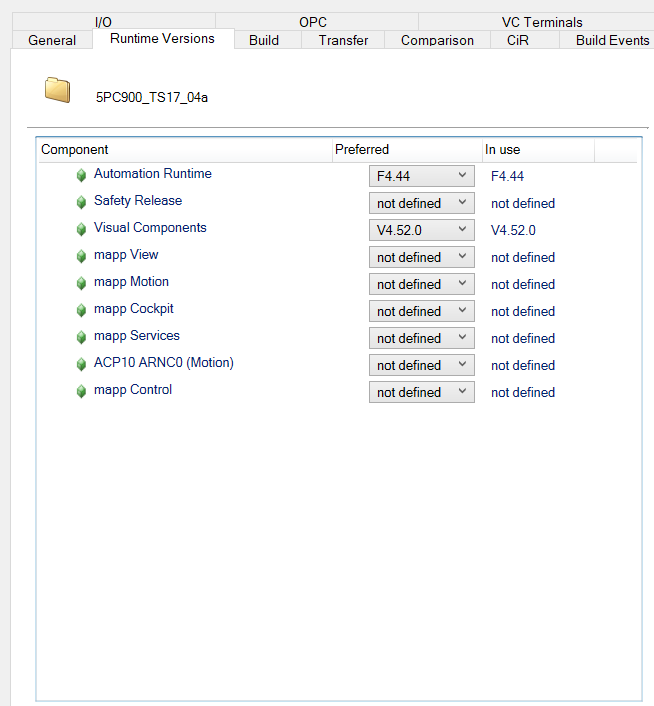 I/O OPC VC Terminals
General Runtime Versions Build Transfer Comparison CiR Build Events
5PC900_TS17_04a
Component Preferred In use
Automation Runtime F4.44 F4.44
Safety Release not defined not defined
Visual Components V4.52.0 V4.52.0
mapp View not defined not defined
mapp Motion not defined not defined
mapp Cockpit not defined not defined
mapp Services not defined not defined
ACP10 ARNC0 (Motion) not defined not defined
mapp Control not defined not defined